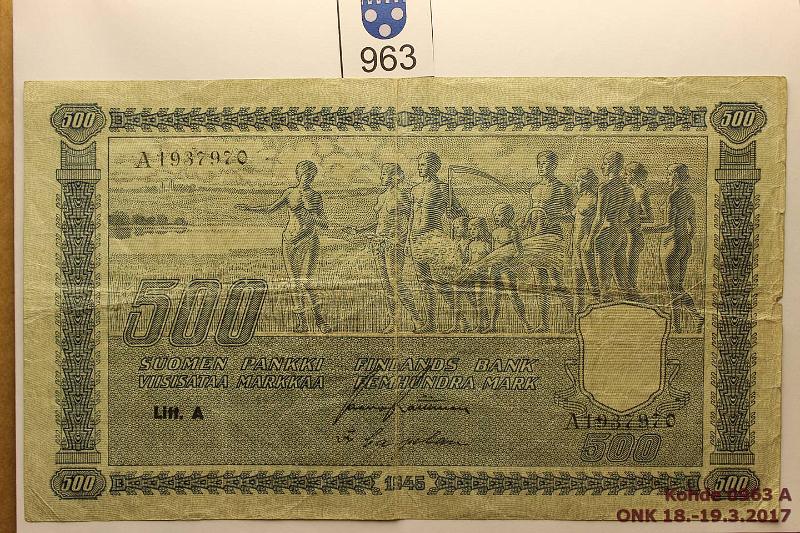 963
500
500
A1937970
500
SUOMEN PANKKI FINLANDS BANK
VIISISATAA MARKKAA FEMHUNDRA MARK
Litt. A
A1937970
500
500
1945
500
Kohde 0963 A
ONK 18.-19.3.2017